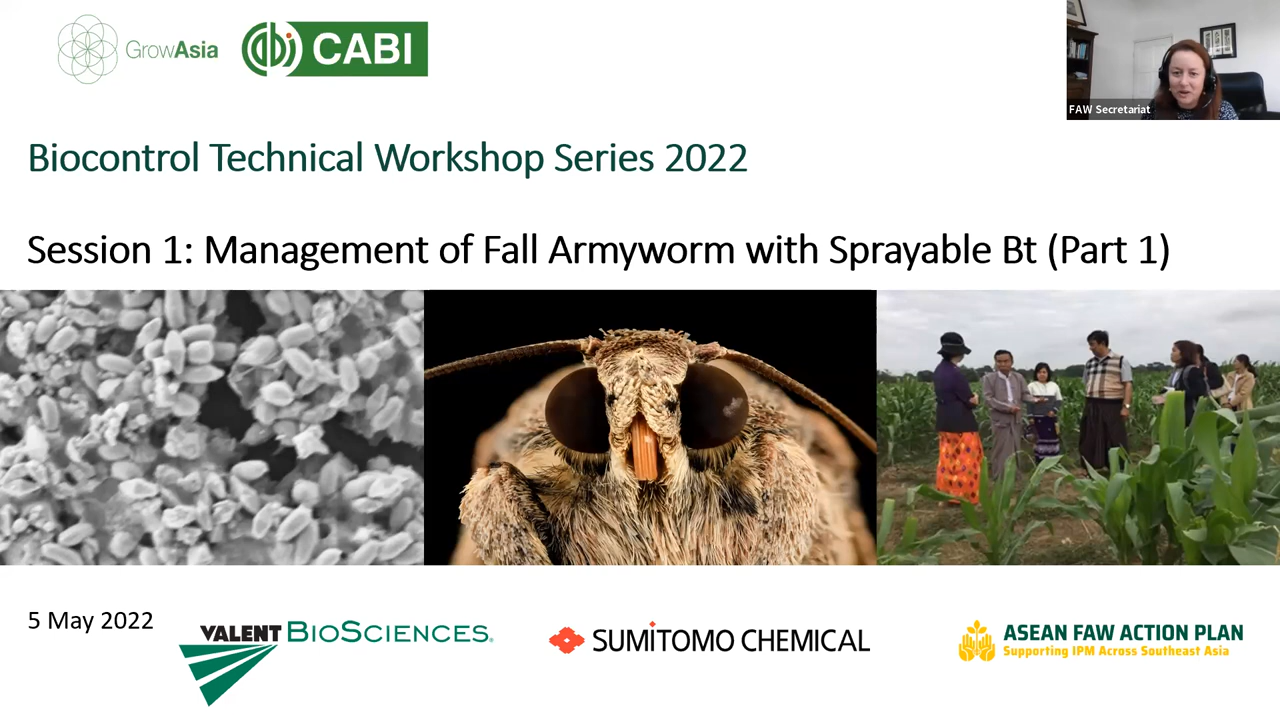 GrowAsia
CABI
FAW Secretariat
Biocontrol Technical Workshop Series 2022
Session 1: Management of Fall Armyworm with Sprayable Bt (Part 1)
5 May 2022
VALENT BIOSCIENCES®
SUMITOMO CHEMICAL
ASEAN FAW ACTION PLAN
Supporting IPM Across Southeast Asia